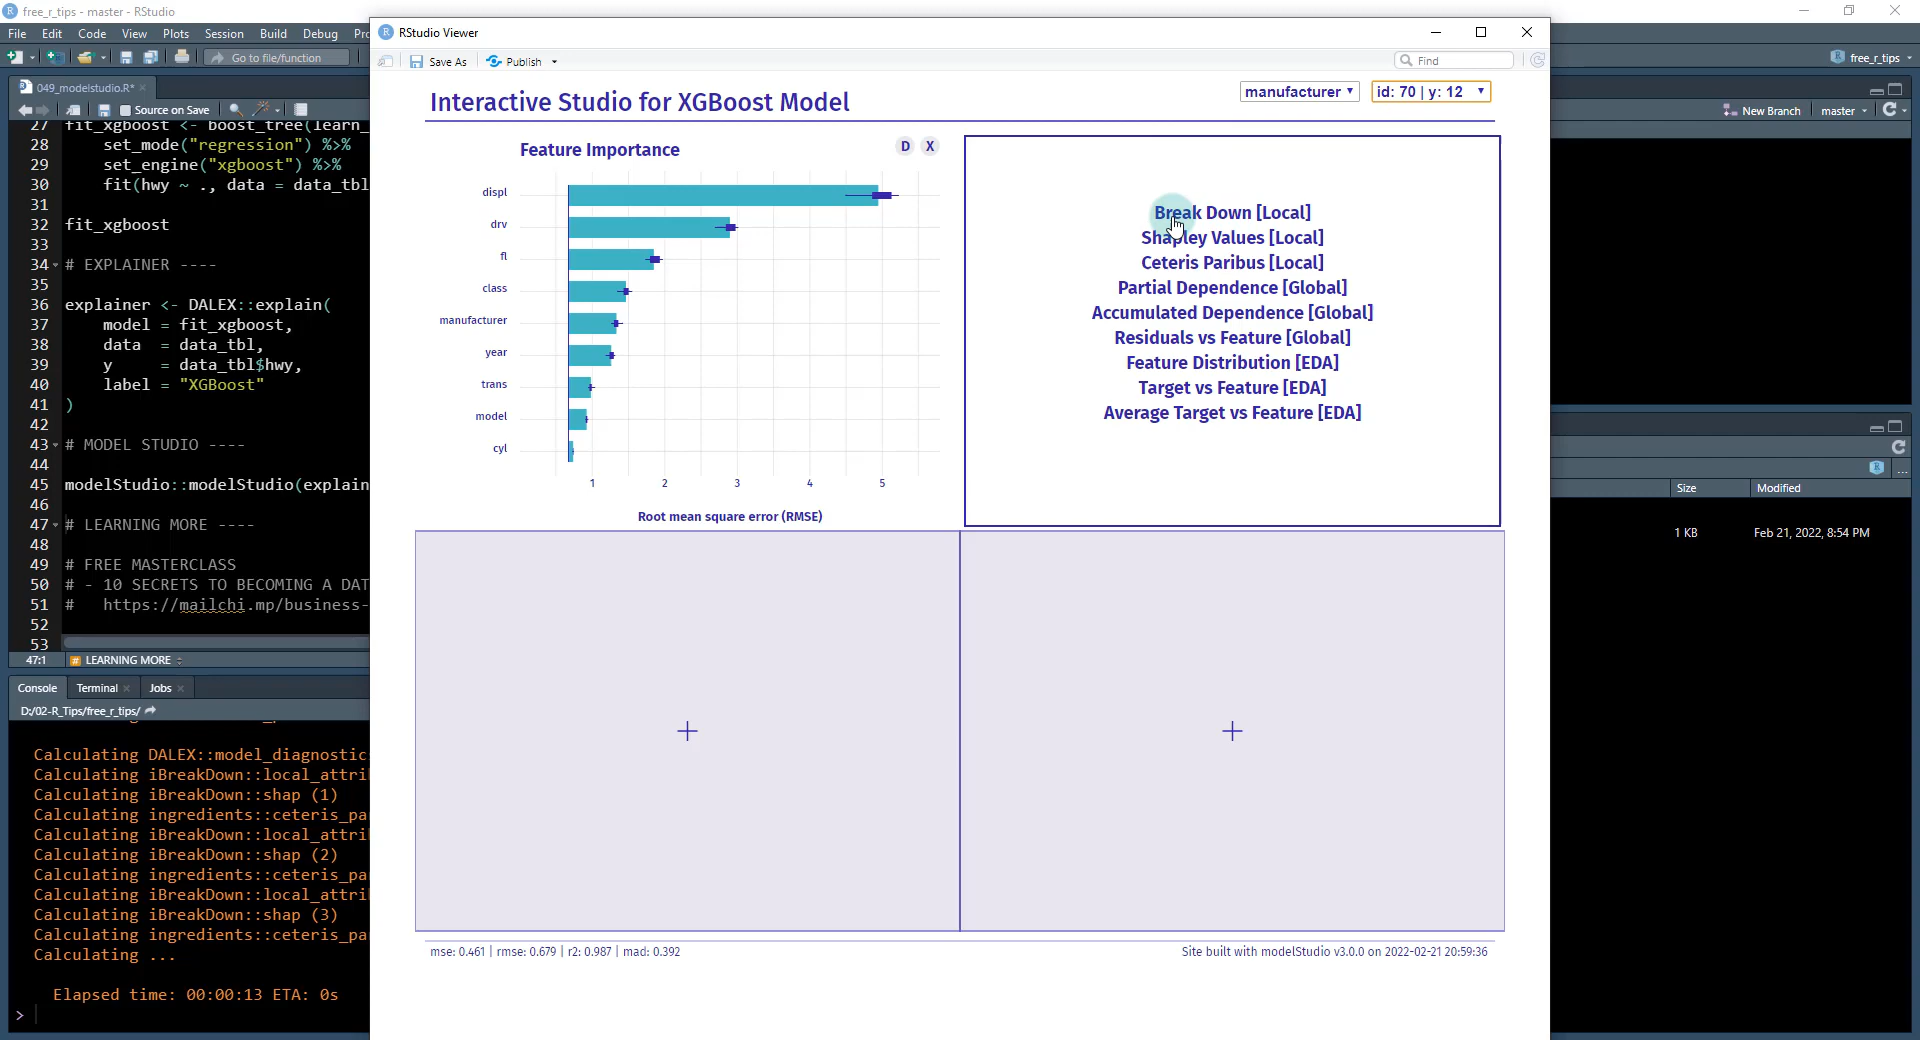 free_r_tips - master - RStudio
File Edit Code View Plots Session Build Debug
Go to file/function
free_r_tips
049_modelstudio.R*
Source on Save
27 fit_xgboost <- boost_tree(learn_
28 set_mode("regression") %>%
29 set_engine("xgboost") %>%
30 fit(hwy ~ ., data = data_tbl
31
32 fit_xgboost
33
34 # EXPLAINER ----
35
36 explainer <- DALEX::explain(
37 model = fit_xgboost,
38 data = data_tbl,
39 y = data_tbl$hwy,
40 label = "XGBoost"
41 )
42
43 # MODEL STUDIO ----
44
45 modelStudio::modelStudio(explain
46
47 # LEARNING MORE ----
48
49 # FREE MASTERCLASS
50 # - 10 SECRETS TO BECOMING A DAT
51 # https://mailchi.mp/business-
52
53
47:1 # LEARNING MORE
Console Terminal Jobs
D:/02-R_Tips/free_r_tips/
Calculating DALEX::model_diagnostic
Calculating iBreakDown::local_attri
Calculating iBreakDown::shap (1)
Calculating ingredients::ceteris_pa
Calculating iBreakDown::local_attri
Calculating iBreakDown::shap (2)
Calculating ingredients::ceteris_pa
Calculating iBreakDown::local_attri
Calculating iBreakDown::shap (3)
Calculating ingredients::ceteris_pa
Calculating ...
Elapsed time: 00:00:13 ETA: 0s
>
RStudio Viewer
Save As Publish
Find
Interactive Studio for XGBoost Model
manufacturer
id: 70 | y: 12
Feature Importance
D X
displ
drv
fl
class
manufacturer
year
trans
model
cyl
1 2 3 4 5
Root mean square error (RMSE)
Break Down [Local]
Shapley Values [Local]
Ceteris Paribus [Local]
Partial Dependence [Global]
Accumulated Dependence [Global]
Residuals vs Feature [Global]
Feature Distribution [EDA]
Target vs Feature [EDA]
Average Target vs Feature [EDA]
+ +
mse: 0.461 | rmse: 0.679 | r2: 0.987 | mad: 0.392
Site built with modelStudio v3.0.0 on 2022-02-21 20:59:36
New Branch master
Size Modified
1 KB Feb 21, 2022, 8:54 PM